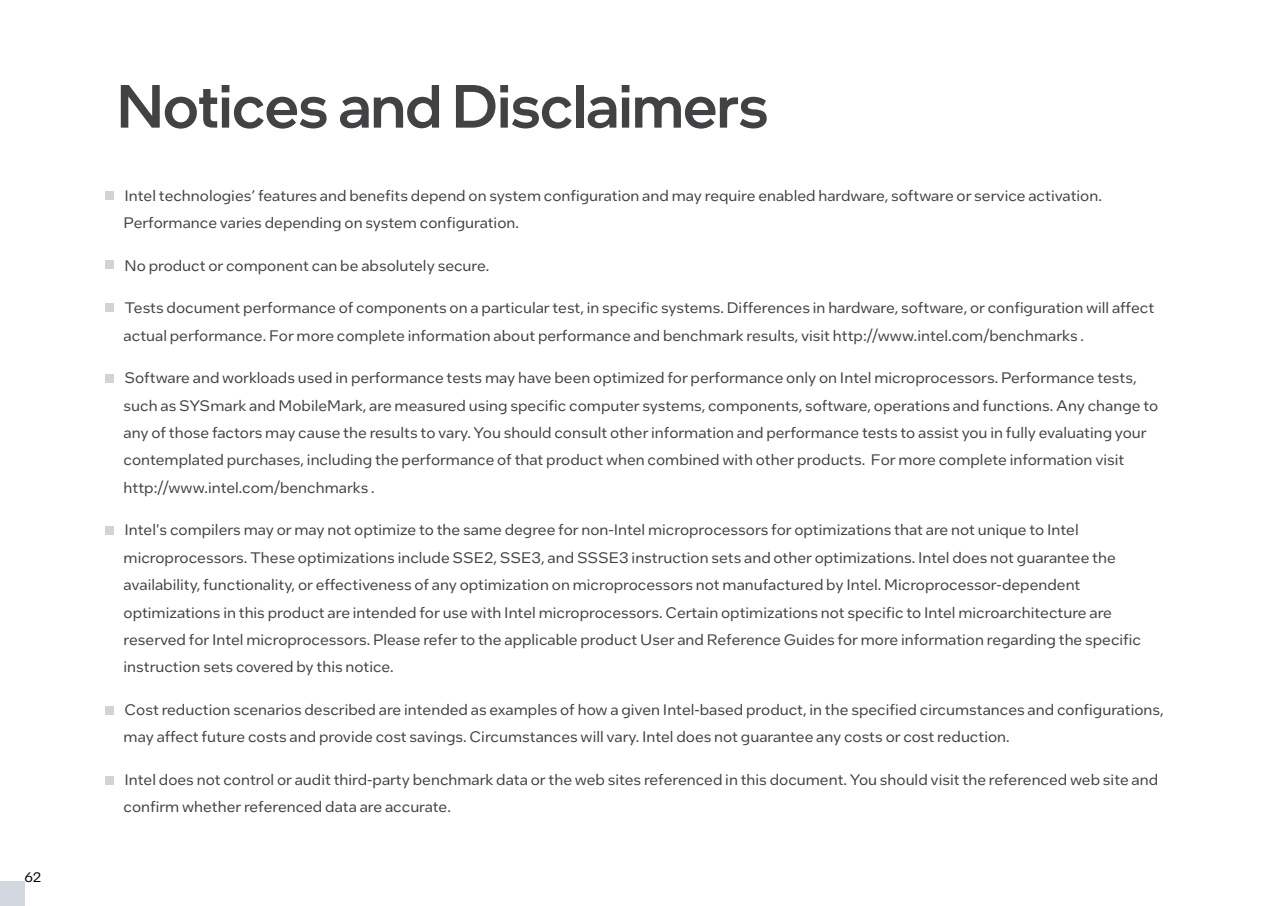 Notices and Disclaimers
Intel technologies’ features and benefits depend on system configuration and may require enabled hardware, software or service activation.
Performance varies depending on system configuration.
No product or component can be absolutely secure.
Tests document performance of components on a particular test, in specific systems. Differences in hardware, software, or configuration will affect
actual performance. For more complete information about performance and benchmark results, visit http://www.intel.com/benchmarks .
Software and workloads used in performance tests may have been optimized for performance only on Intel microprocessors. Performance tests,
such as SYSmark and MobileMark, are measured using specific computer systems, components, software, operations and functions. Any change to
any of those factors may cause the results to vary. You should consult other information and performance tests to assist you in fully evaluating your
contemplated purchases, including the performance of that product when combined with other products.  For more complete information visit
http://www.intel.com/benchmarks .
Intel's compilers may or may not optimize to the same degree for non-Intel microprocessors for optimizations that are not unique to Intel
microprocessors. These optimizations include SSE2, SSE3, and SSSE3 instruction sets and other optimizations. Intel does not guarantee the
availability, functionality, or effectiveness of any optimization on microprocessors not manufactured by Intel. Microprocessor-dependent
optimizations in this product are intended for use with Intel microprocessors. Certain optimizations not specific to Intel microarchitecture are
reserved for Intel microprocessors. Please refer to the applicable product User and Reference Guides for more information regarding the specific
instruction sets covered by this notice.
Cost reduction scenarios described are intended as examples of how a given Intel-based product, in the specified circumstances and configurations,
may affect future costs and provide cost savings. Circumstances will vary. Intel does not guarantee any costs or cost reduction.
Intel does not control or audit third-party benchmark data or the web sites referenced in this document. You should visit the referenced web site and
confirm whether referenced data are accurate.
62